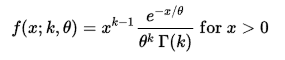 f(x; k, θ) = x^{k−1} \frac{e^{−x/θ}}{θ^k Γ(k)} for x > 0